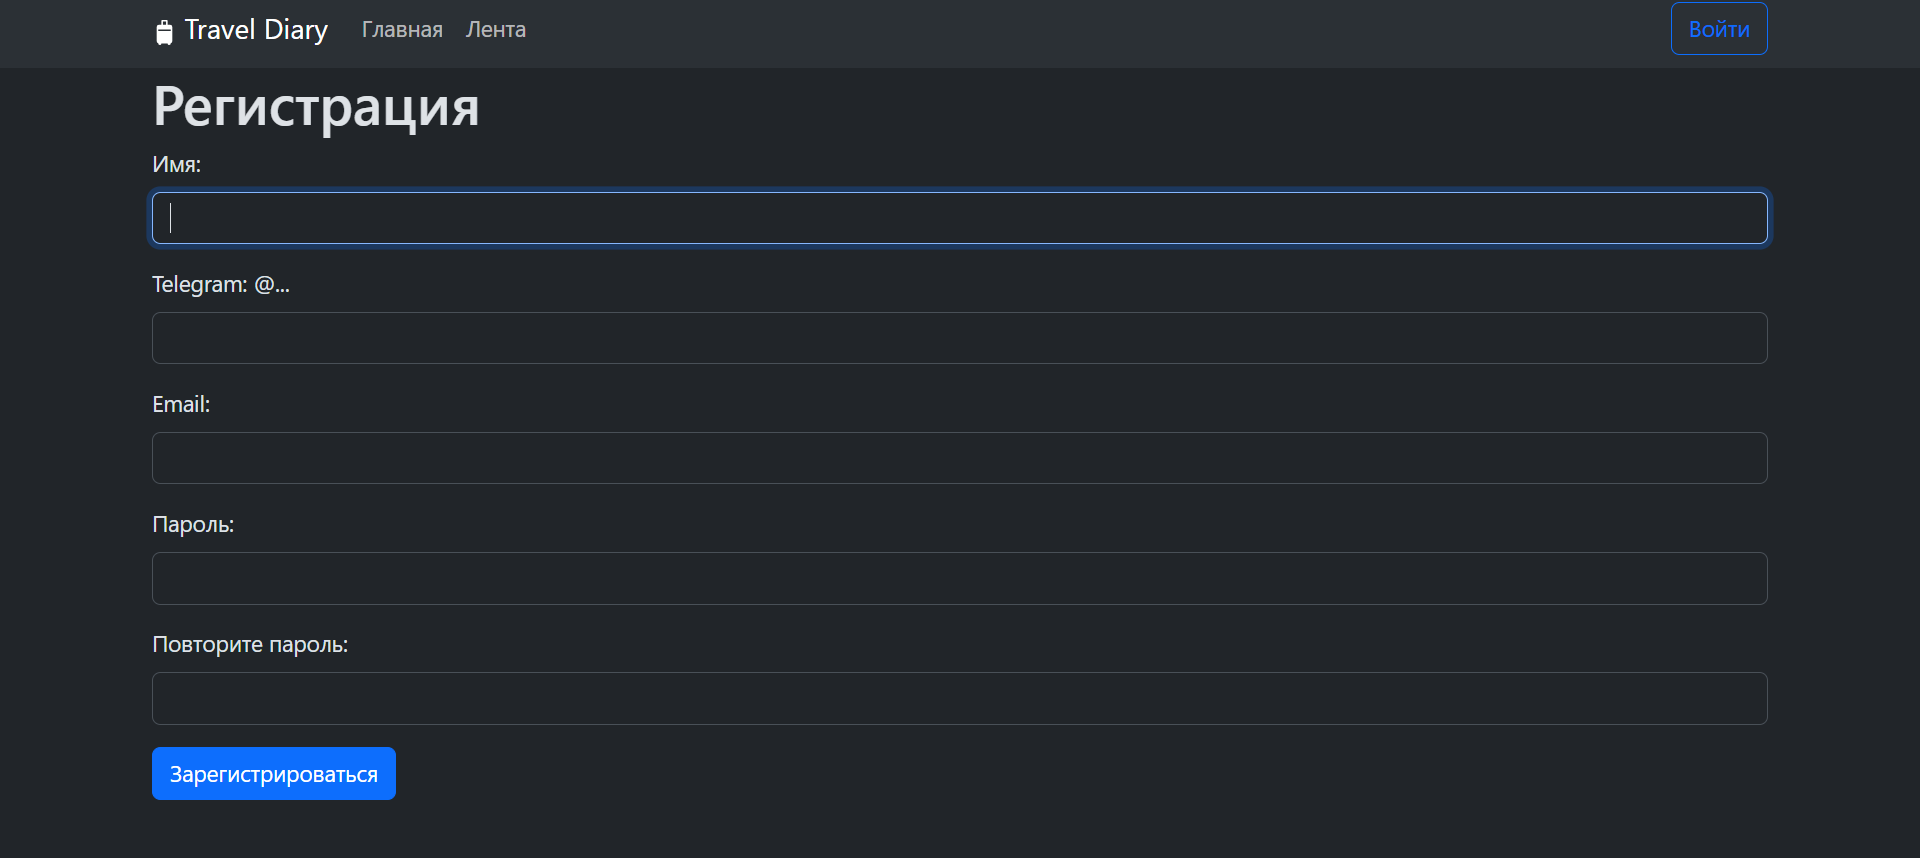 Travel Diary Главная Лента Войти
Регистрация
Имя:
Telegram: @...
Email:
Пароль:
Повторите пароль:
Зарегистрироваться